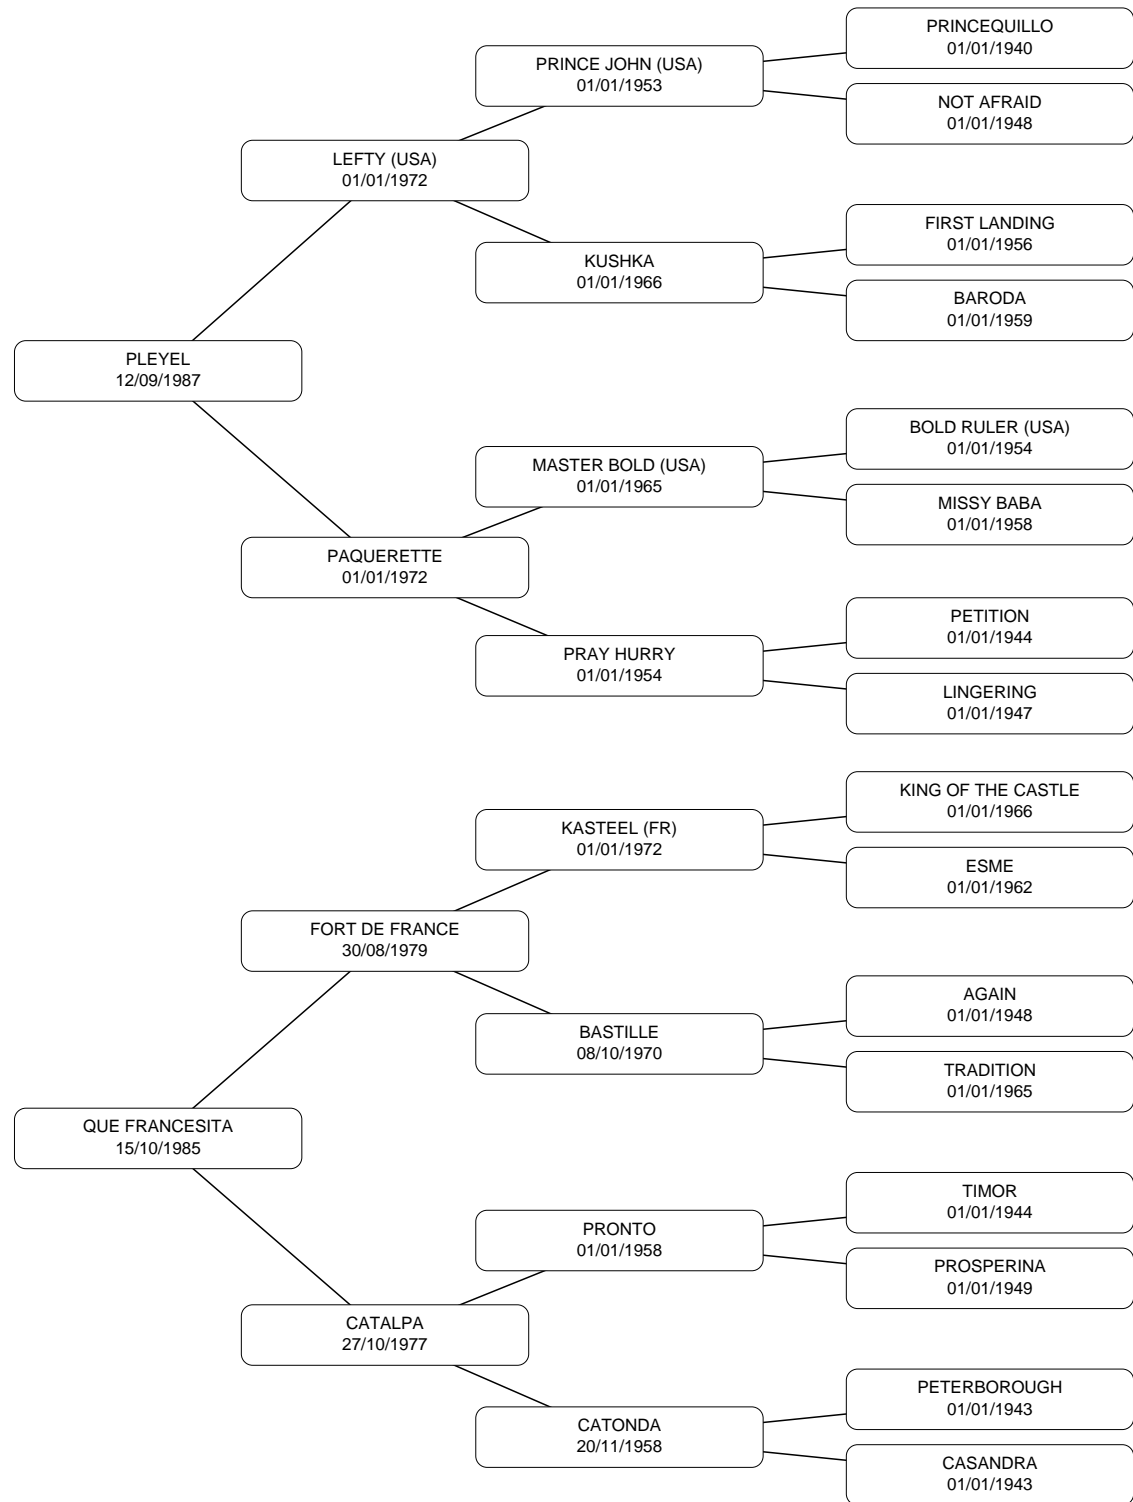 PRINCEQUILLO
01/01/1940
PRINCE JOHN (USA)
01/01/1953
NOT AFRAID
01/01/1948
LEFTY (USA)
01/01/1972
FIRST LANDING
01/01/1956
KUSHKA
01/01/1966
BARODA
01/01/1959
PLEYEL
12/09/1987
BOLD RULER (USA)
01/01/1954
MASTER BOLD (USA)
01/01/1965
MISSY BABA
01/01/1958
PAQUERETTE
01/01/1972
PETITION
01/01/1944
PRAY HURRY
01/01/1954
LINGERING
01/01/1947
KING OF THE CASTLE
01/01/1966
KASTEEL (FR)
01/01/1972
ESME
01/01/1962
FORT DE FRANCE
30/08/1979
AGAIN
01/01/1948
BASTILLE
08/10/1970
TRADITION
01/01/1965
QUE FRANCESITA
15/10/1985
TIMOR
01/01/1944
PRONTO
01/01/1958
PROSPERINA
01/01/1949
CATALPA
27/10/1977
PETERBOROUGH
01/01/1943
CATONDA
20/11/1958
CASANDRA
01/01/1943